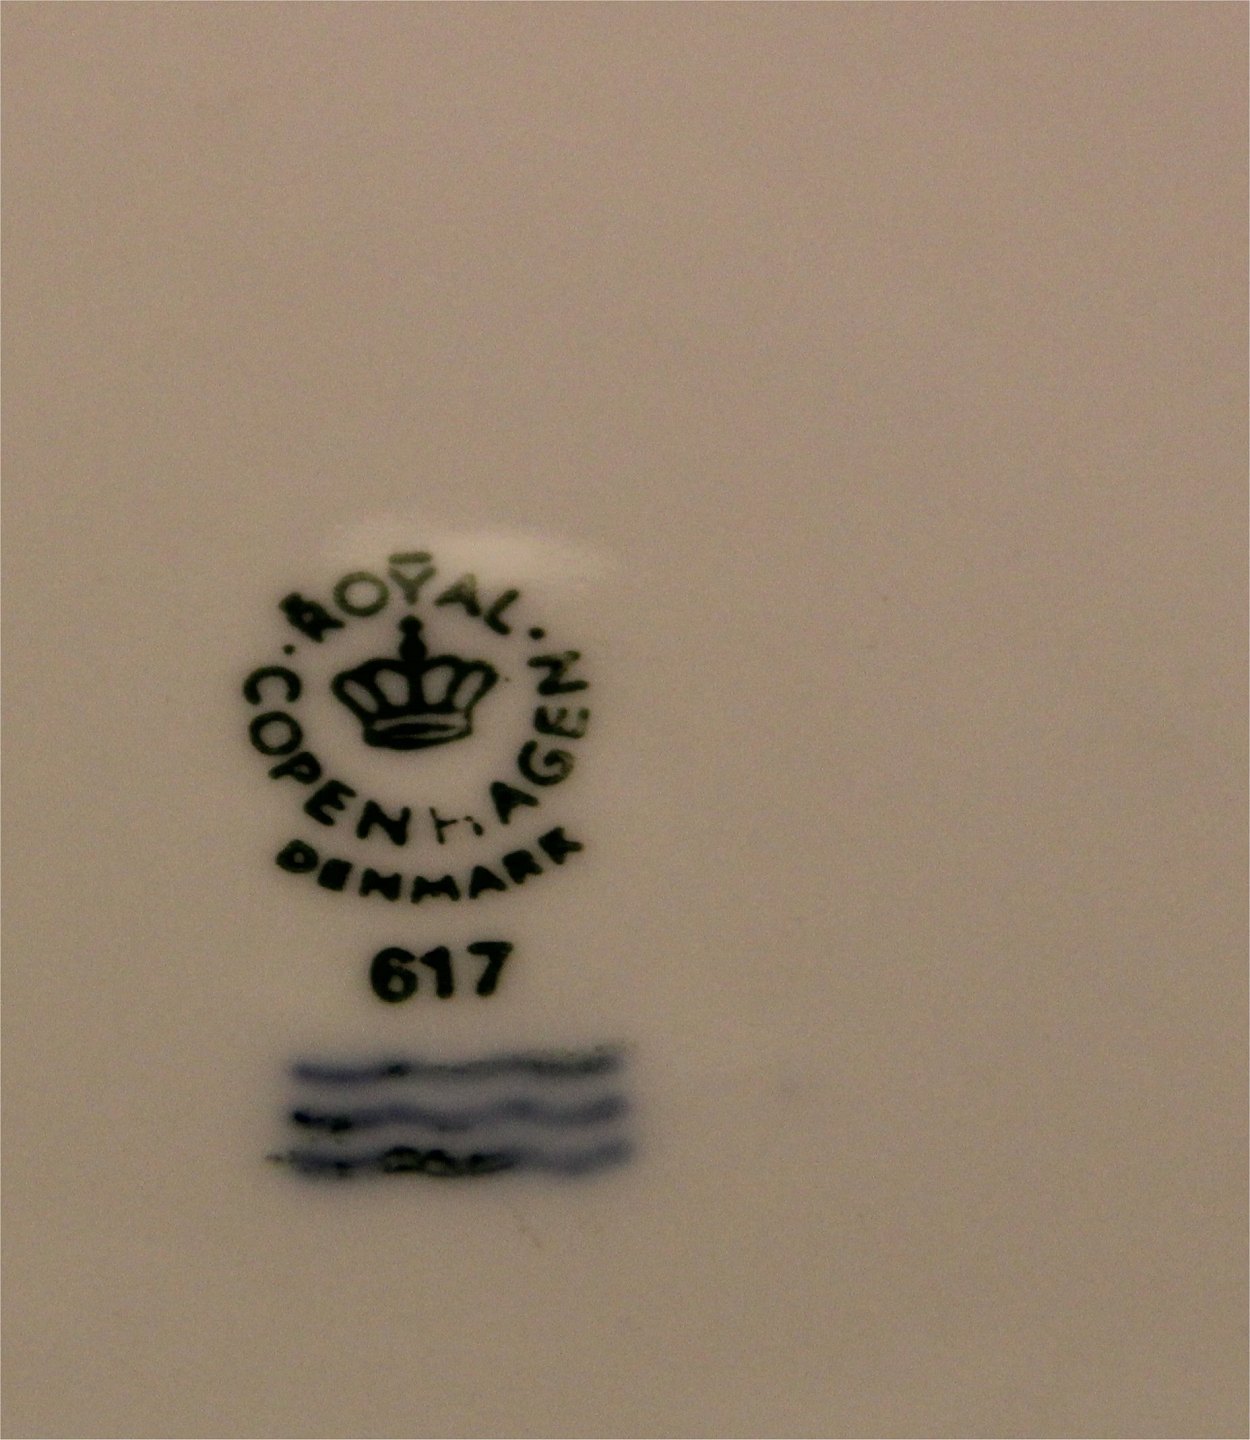 ROYAL
COPENHAGEN
DENMARK
617